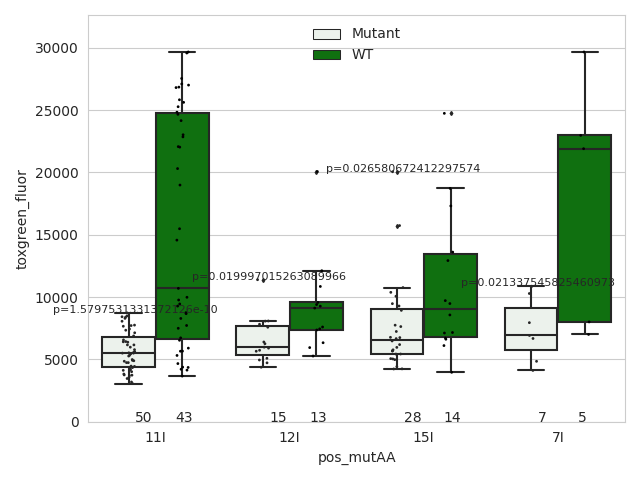 Mutant
WT
30000
25000
20000
15000
10000
5000
0
toxgreen_fluor
p=0.026580672412297574
p=0.019997015263089966
p=0.021337545825460973
p=1.5797531331372126e-10
50 43 15 13 28 14 7 5
11I 12I 15I 7I
pos_mutAA